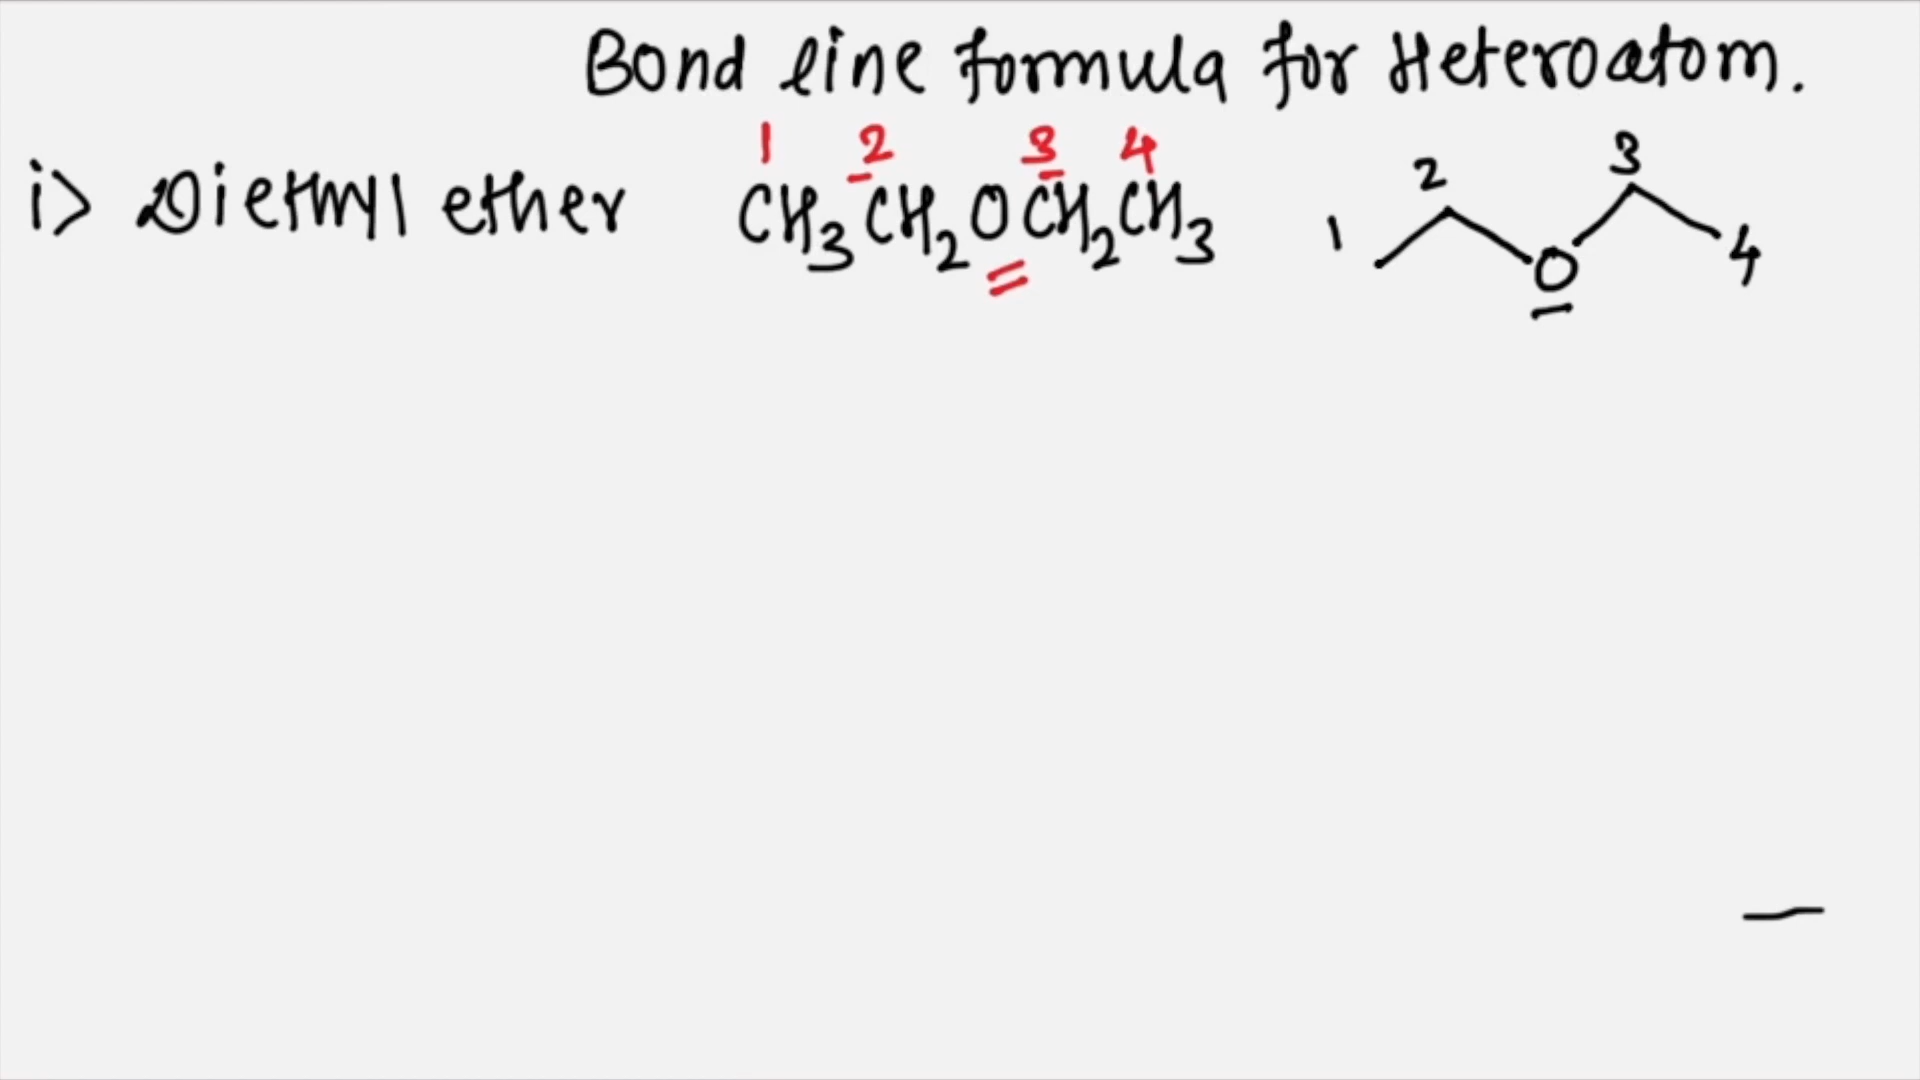 Bond line formula for Heteroatom.
1 2 3 4
i> Diethyl ether CH₃CH₂OCH₂CH₃
1 2 O 3 4